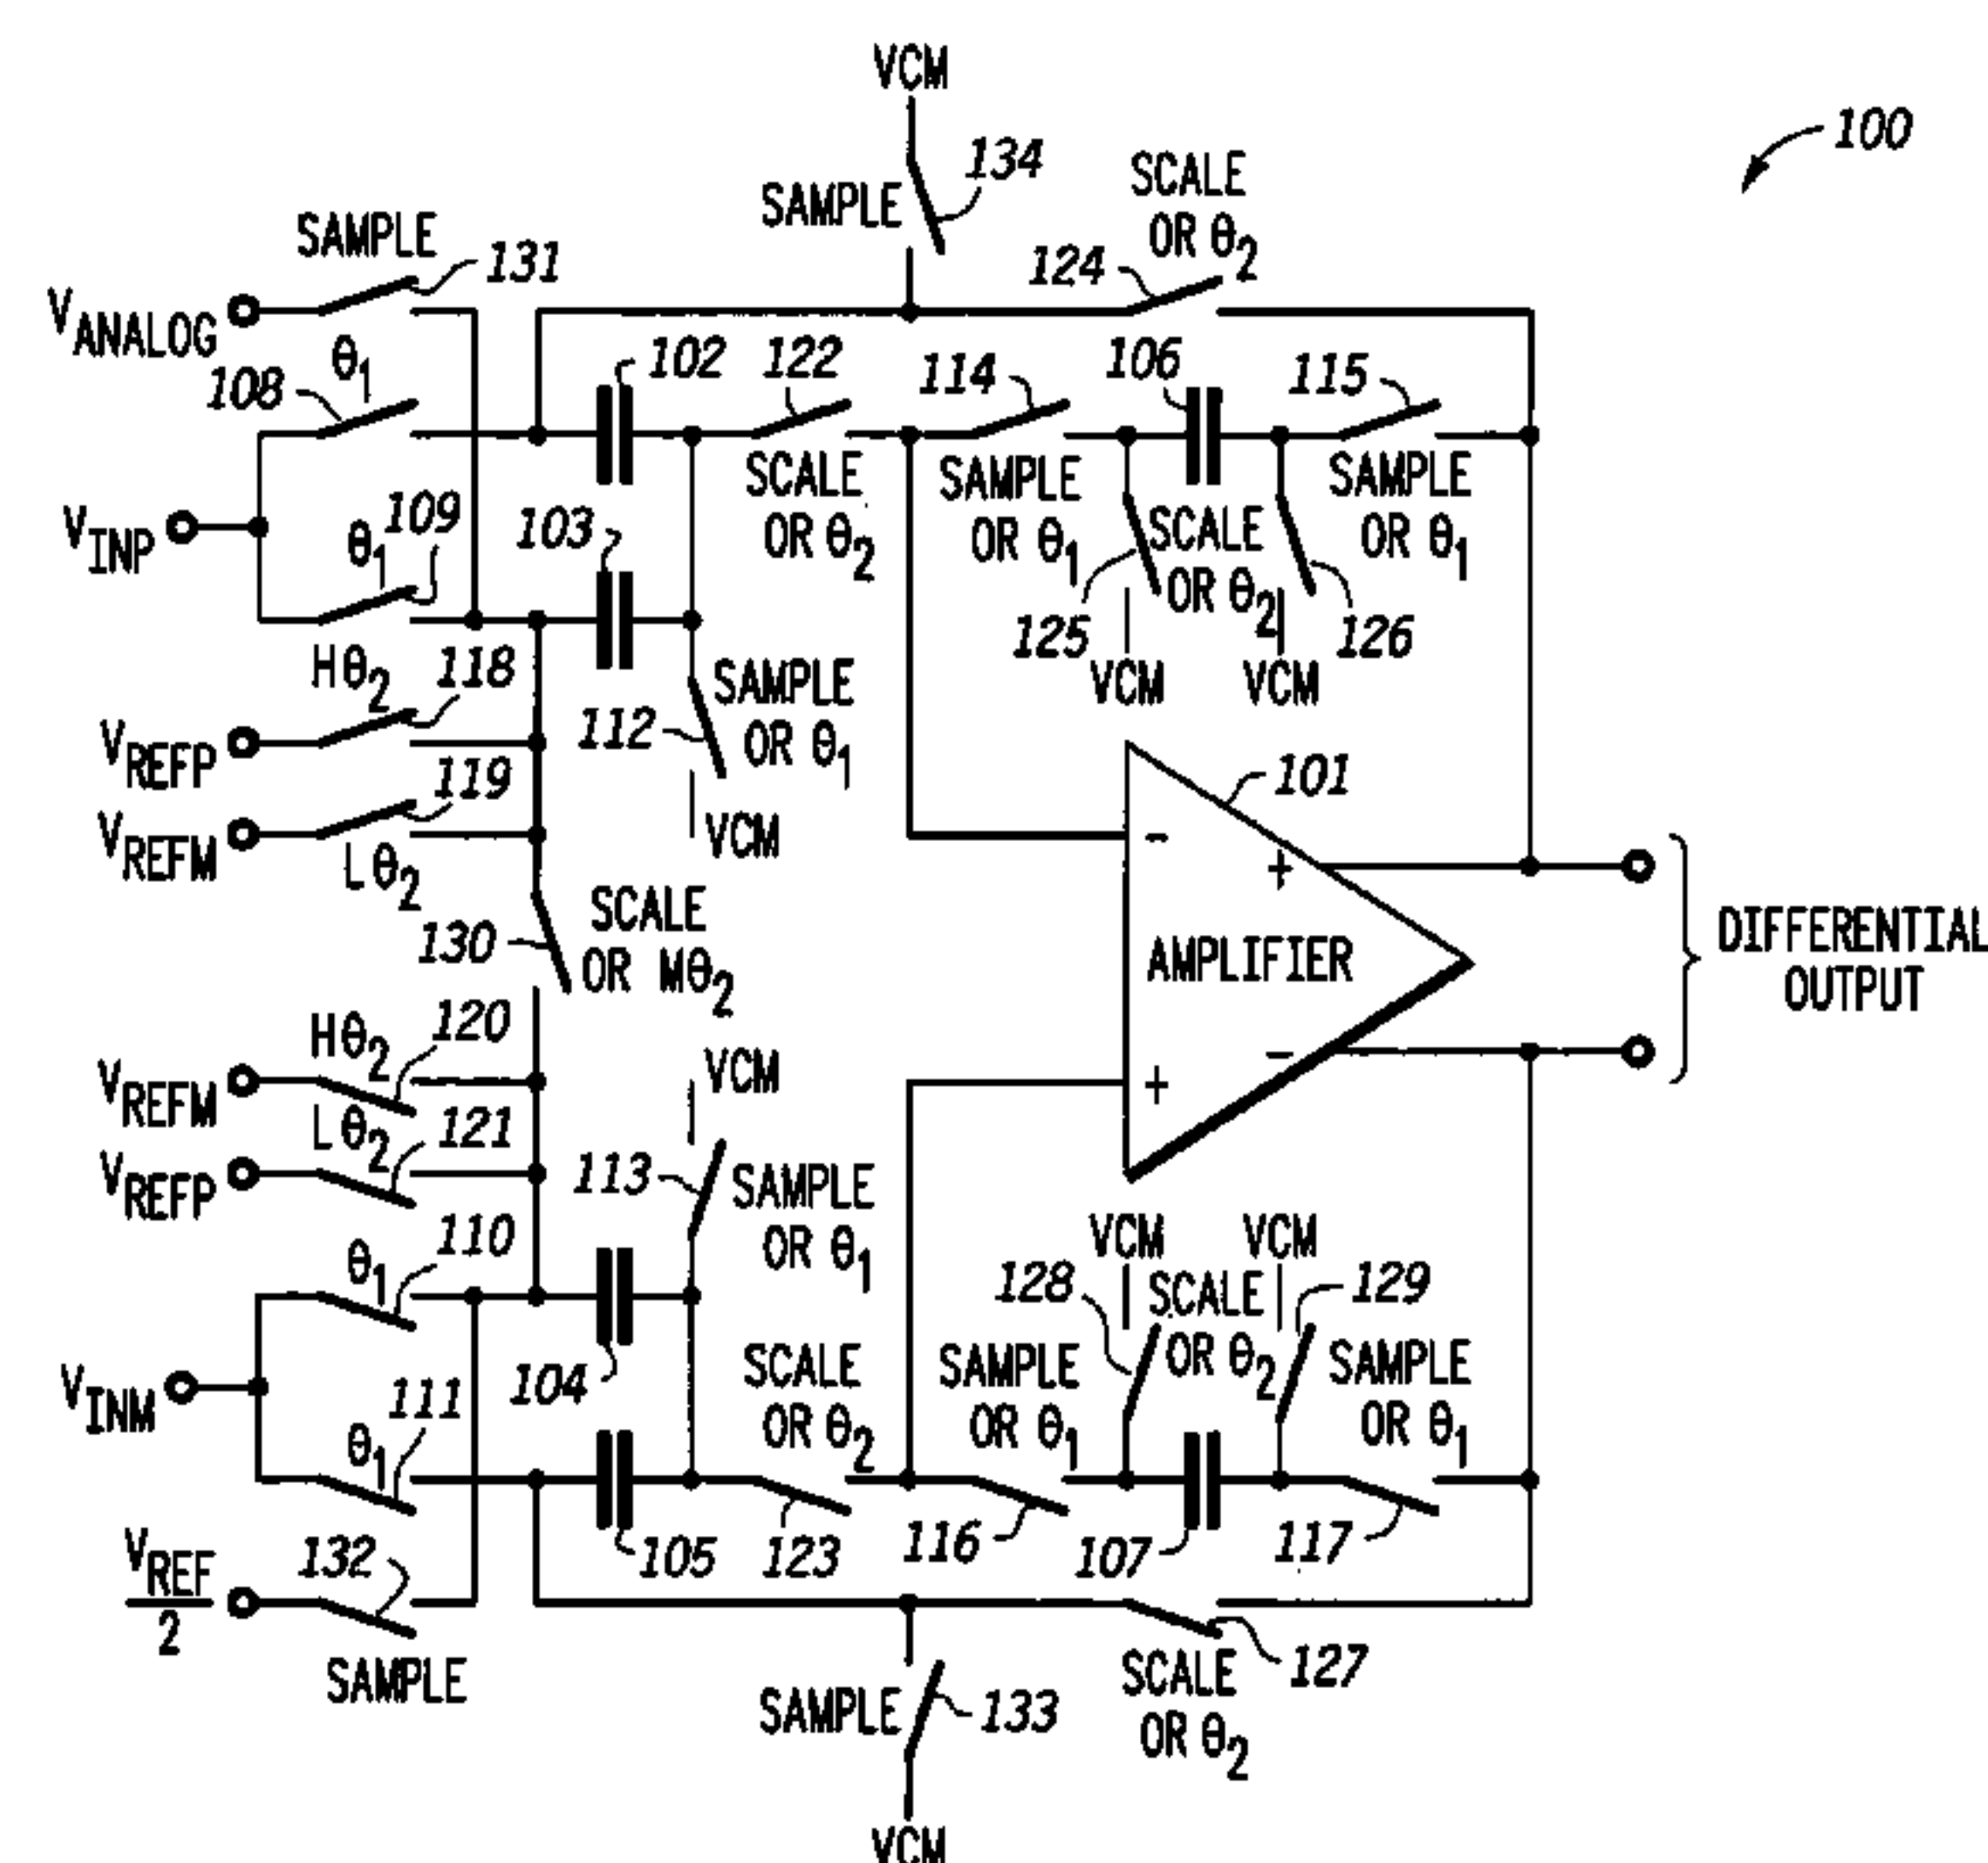 VCM
100
134
SCALE
OR θ2
SAMPLE
SAMPLE
131
124
VANALOG
θ1
108
102
122
114
106
115
VINP
θ1
109
103
SCALE
OR θ2
SAMPLE
OR θ1
SCALE
OR θ2
SAMPLE
OR θ1
125
126
VCM
VCM
Hθ2
118
112
SAMPLE
OR θ1
VREFP
119
VREFM
Lθ2
VCM
101
-
+
AMPLIFIER
+
-
DIFFERENTIAL
OUTPUT
130
SCALE
OR Mθ2
Hθ2
120
VREFM
Lθ2
121
VREFP
VCM
113
SAMPLE
OR θ1
θ1
110
VCM
VCM
128
SCALE
OR θ2
129
104
VINM
111
θ1
SCALE
OR θ2
SAMPLE
OR θ1
SAMPLE
OR θ1
VREF
2
132
105
123
116
107
117
SAMPLE
SAMPLE
133
SCALE
OR θ2
127
VCM